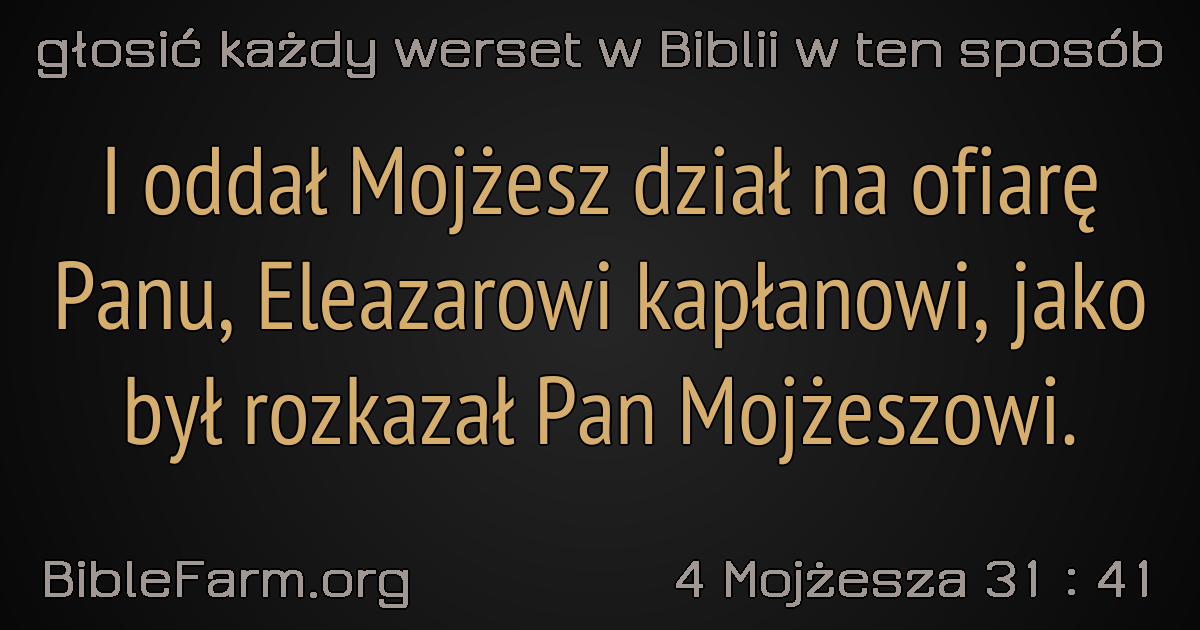 głosić każdy werset w Biblii w ten sposób
I oddał Mojżesz dział na ofiarę
Panu, Eleazarowi kapłanowi, jako
był rozkazał Pan Mojżeszowi.
BibleFarm.org
4 Mojżesza 31 : 41